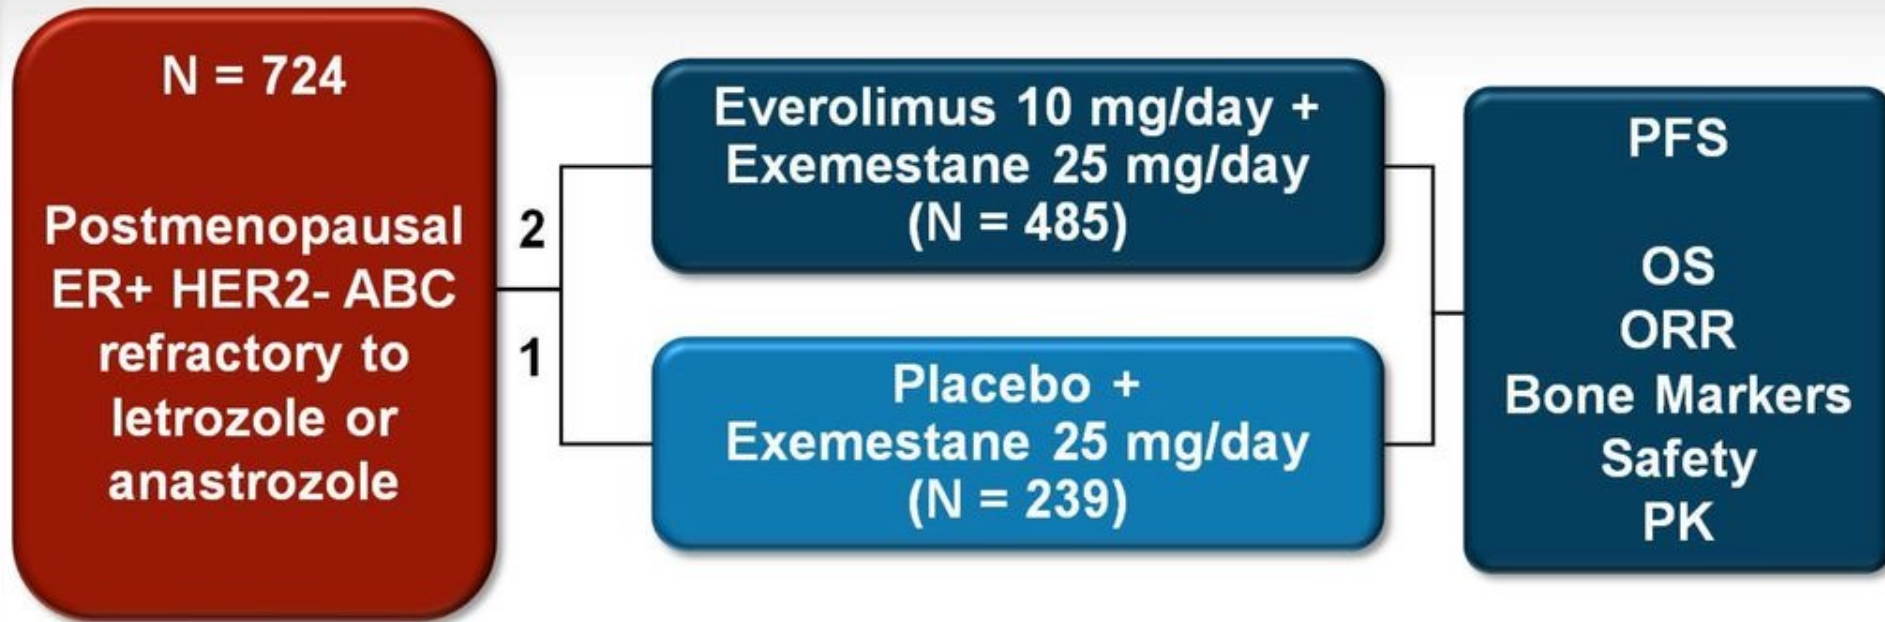 N = 724
Postmenopausal
ER+ HER2- ABC
refractory to
letrozole or
anastrozole
2
1
Everolimus 10 mg/day +
Exemestane 25 mg/day
(N = 485)
Placebo +
Exemestane 25 mg/day
(N = 239)
PFS
OS
ORR
Bone Markers
Safety
PK